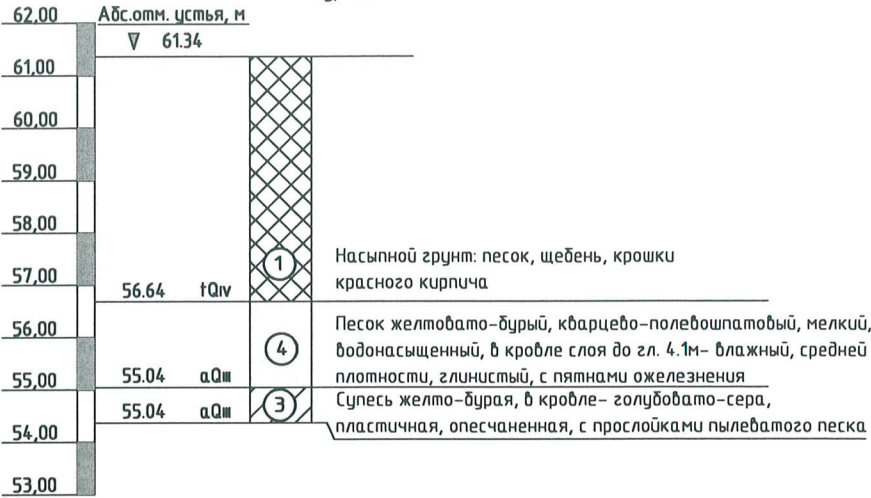 62,00
Абс.отм. устья, м
61.34
61,00
60,00
59,00
58,00
57,00
1
Насыпной грунт: песок, щебень, крошки
красного кирпича
56.64 tQIV
56,00
4
Песок желтовато-бурый, кварцево-полевошпатовый, мелкий,
водонасыщенный, в кровле слоя до гл. 4.1м- влажный, средней
плотности, глинистый, с пятнами ожелезнения
55,00
55.04 aQIII
3
Супесь желто-бурая, в кровле- голубовато-сера,
пластичная, опесчаненная, с прослойками пылеватого песка
55.04 aQIII
54,00
53,00